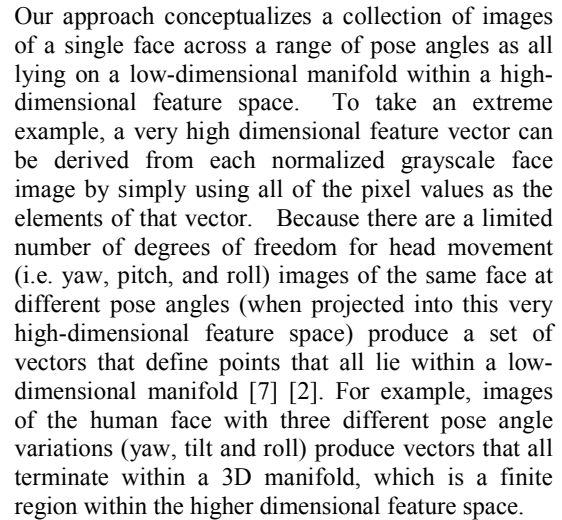 Our approach conceptualizes a collection of images
of a single face across a range of pose angles as all
lying on a low-dimensional manifold within a high-
dimensional feature space. To take an extreme
example, a very high dimensional feature vector can
be derived from each normalized grayscale face
image by simply using all of the pixel values as the
elements of that vector. Because there are a limited
number of degrees of freedom for head movement
(i.e. yaw, pitch, and roll) images of the same face at
different pose angles (when projected into this very
high-dimensional feature space) produce a set of
vectors that define points that all lie within a low-
dimensional manifold [7] [2]. For example, images
of the human face with three different pose angle
variations (yaw, tilt and roll) produce vectors that all
terminate within a 3D manifold, which is a finite
region within the higher dimensional feature space.